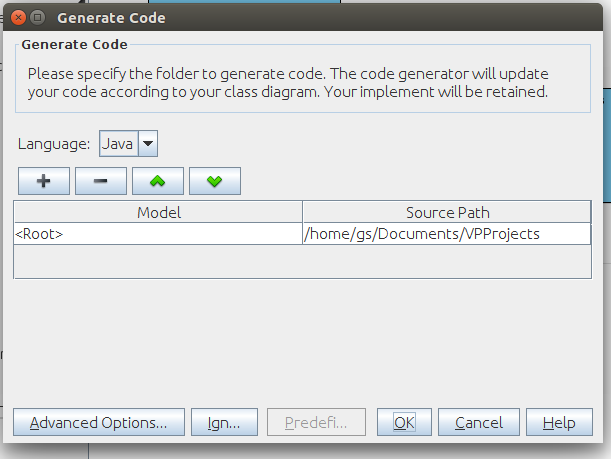 Generate Code
Generate Code
Please specify the folder to generate code. The code generator will update
your code according to your class diagram. Your implement will be retained.
Language: Java
Model Source Path
<Root> /home/gs/Documents/VPProjects
Advanced Options... Ign... Predefi... OK Cancel Help